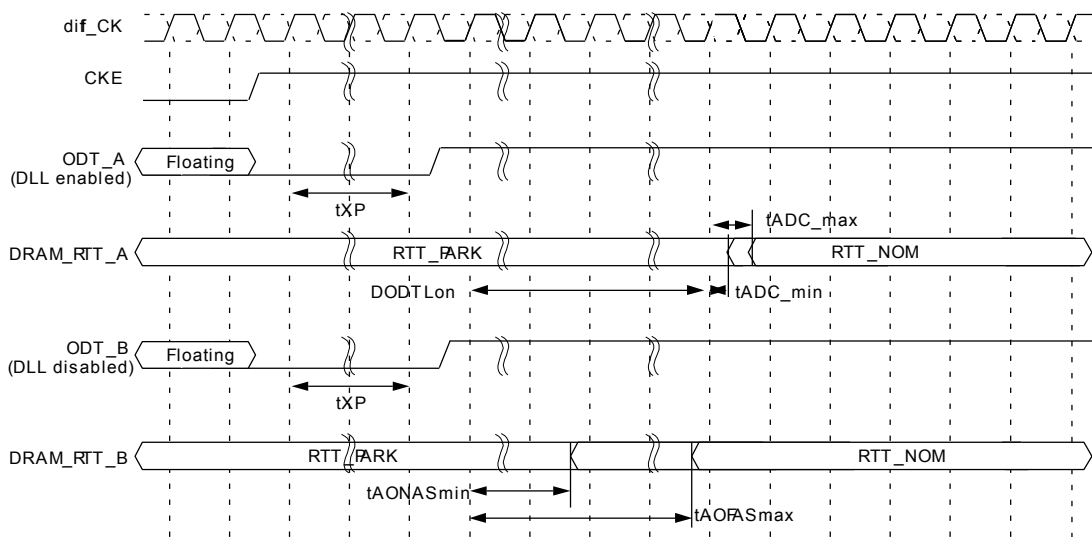 dif_CK
CKE
ODT_A
(DLL enabled)
Floating
tXP
tADC_max
DRAM_RTT_A
RTT_PARK
RTT_NOM
DODTLon
tADC_min
ODT_B
(DLL disabled)
Floating
tXP
DRAM_RTT_B
RTT_PARK
RTT_NOM
tAONASmin
tAOFASmax